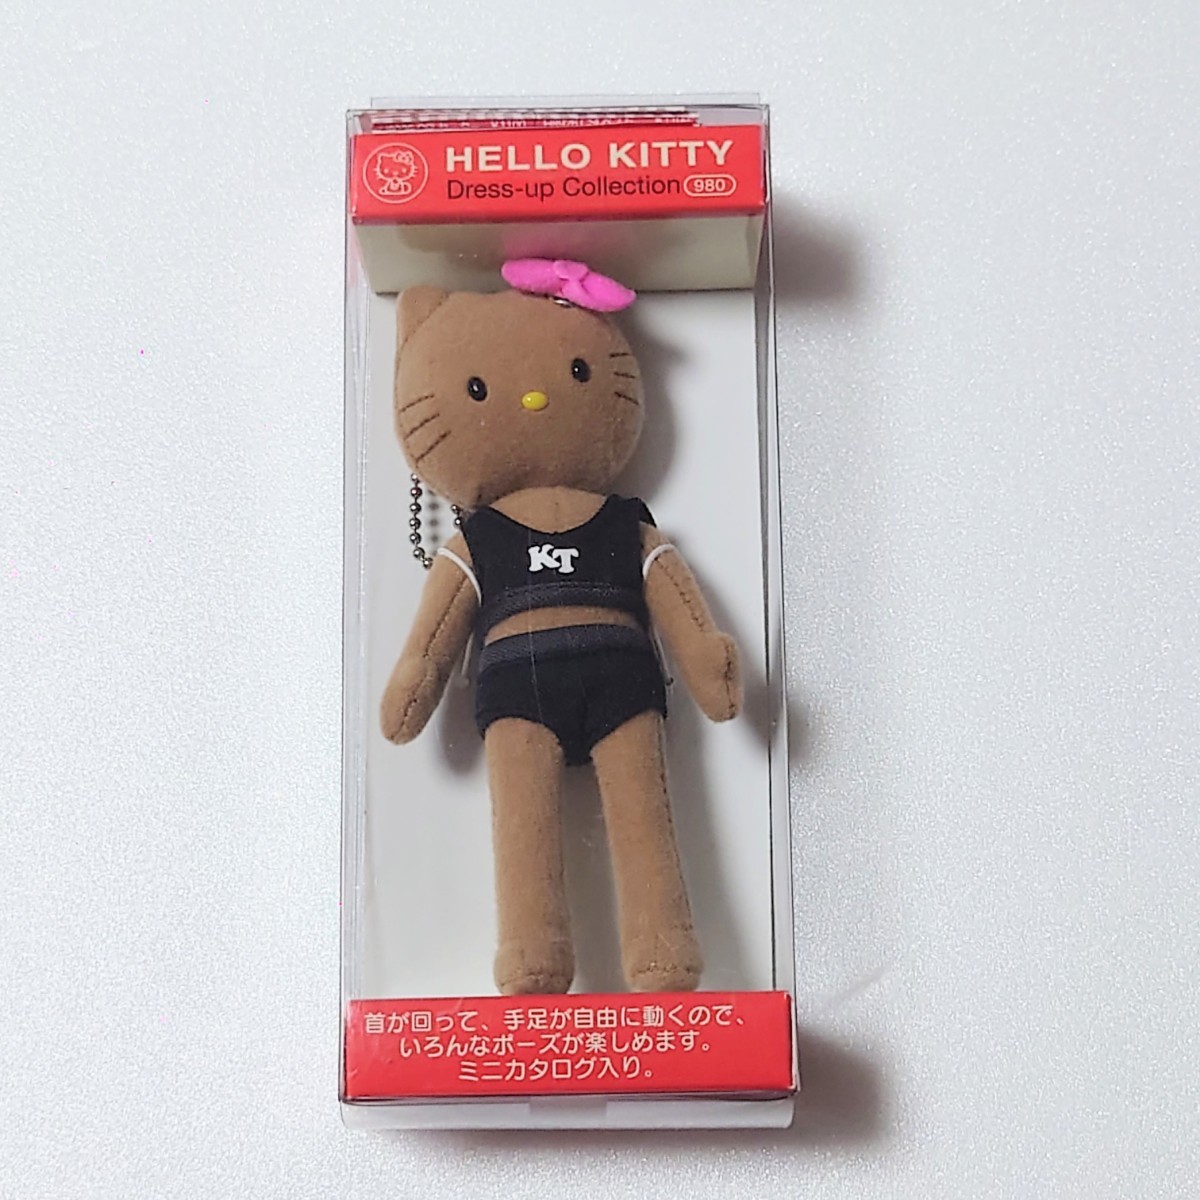 HELLO KITTY
Dress-up Collection 980
KT
首が回って、手足が自由に動くので、
いろんなポーズが楽しめます。
ミニカタログ入り。